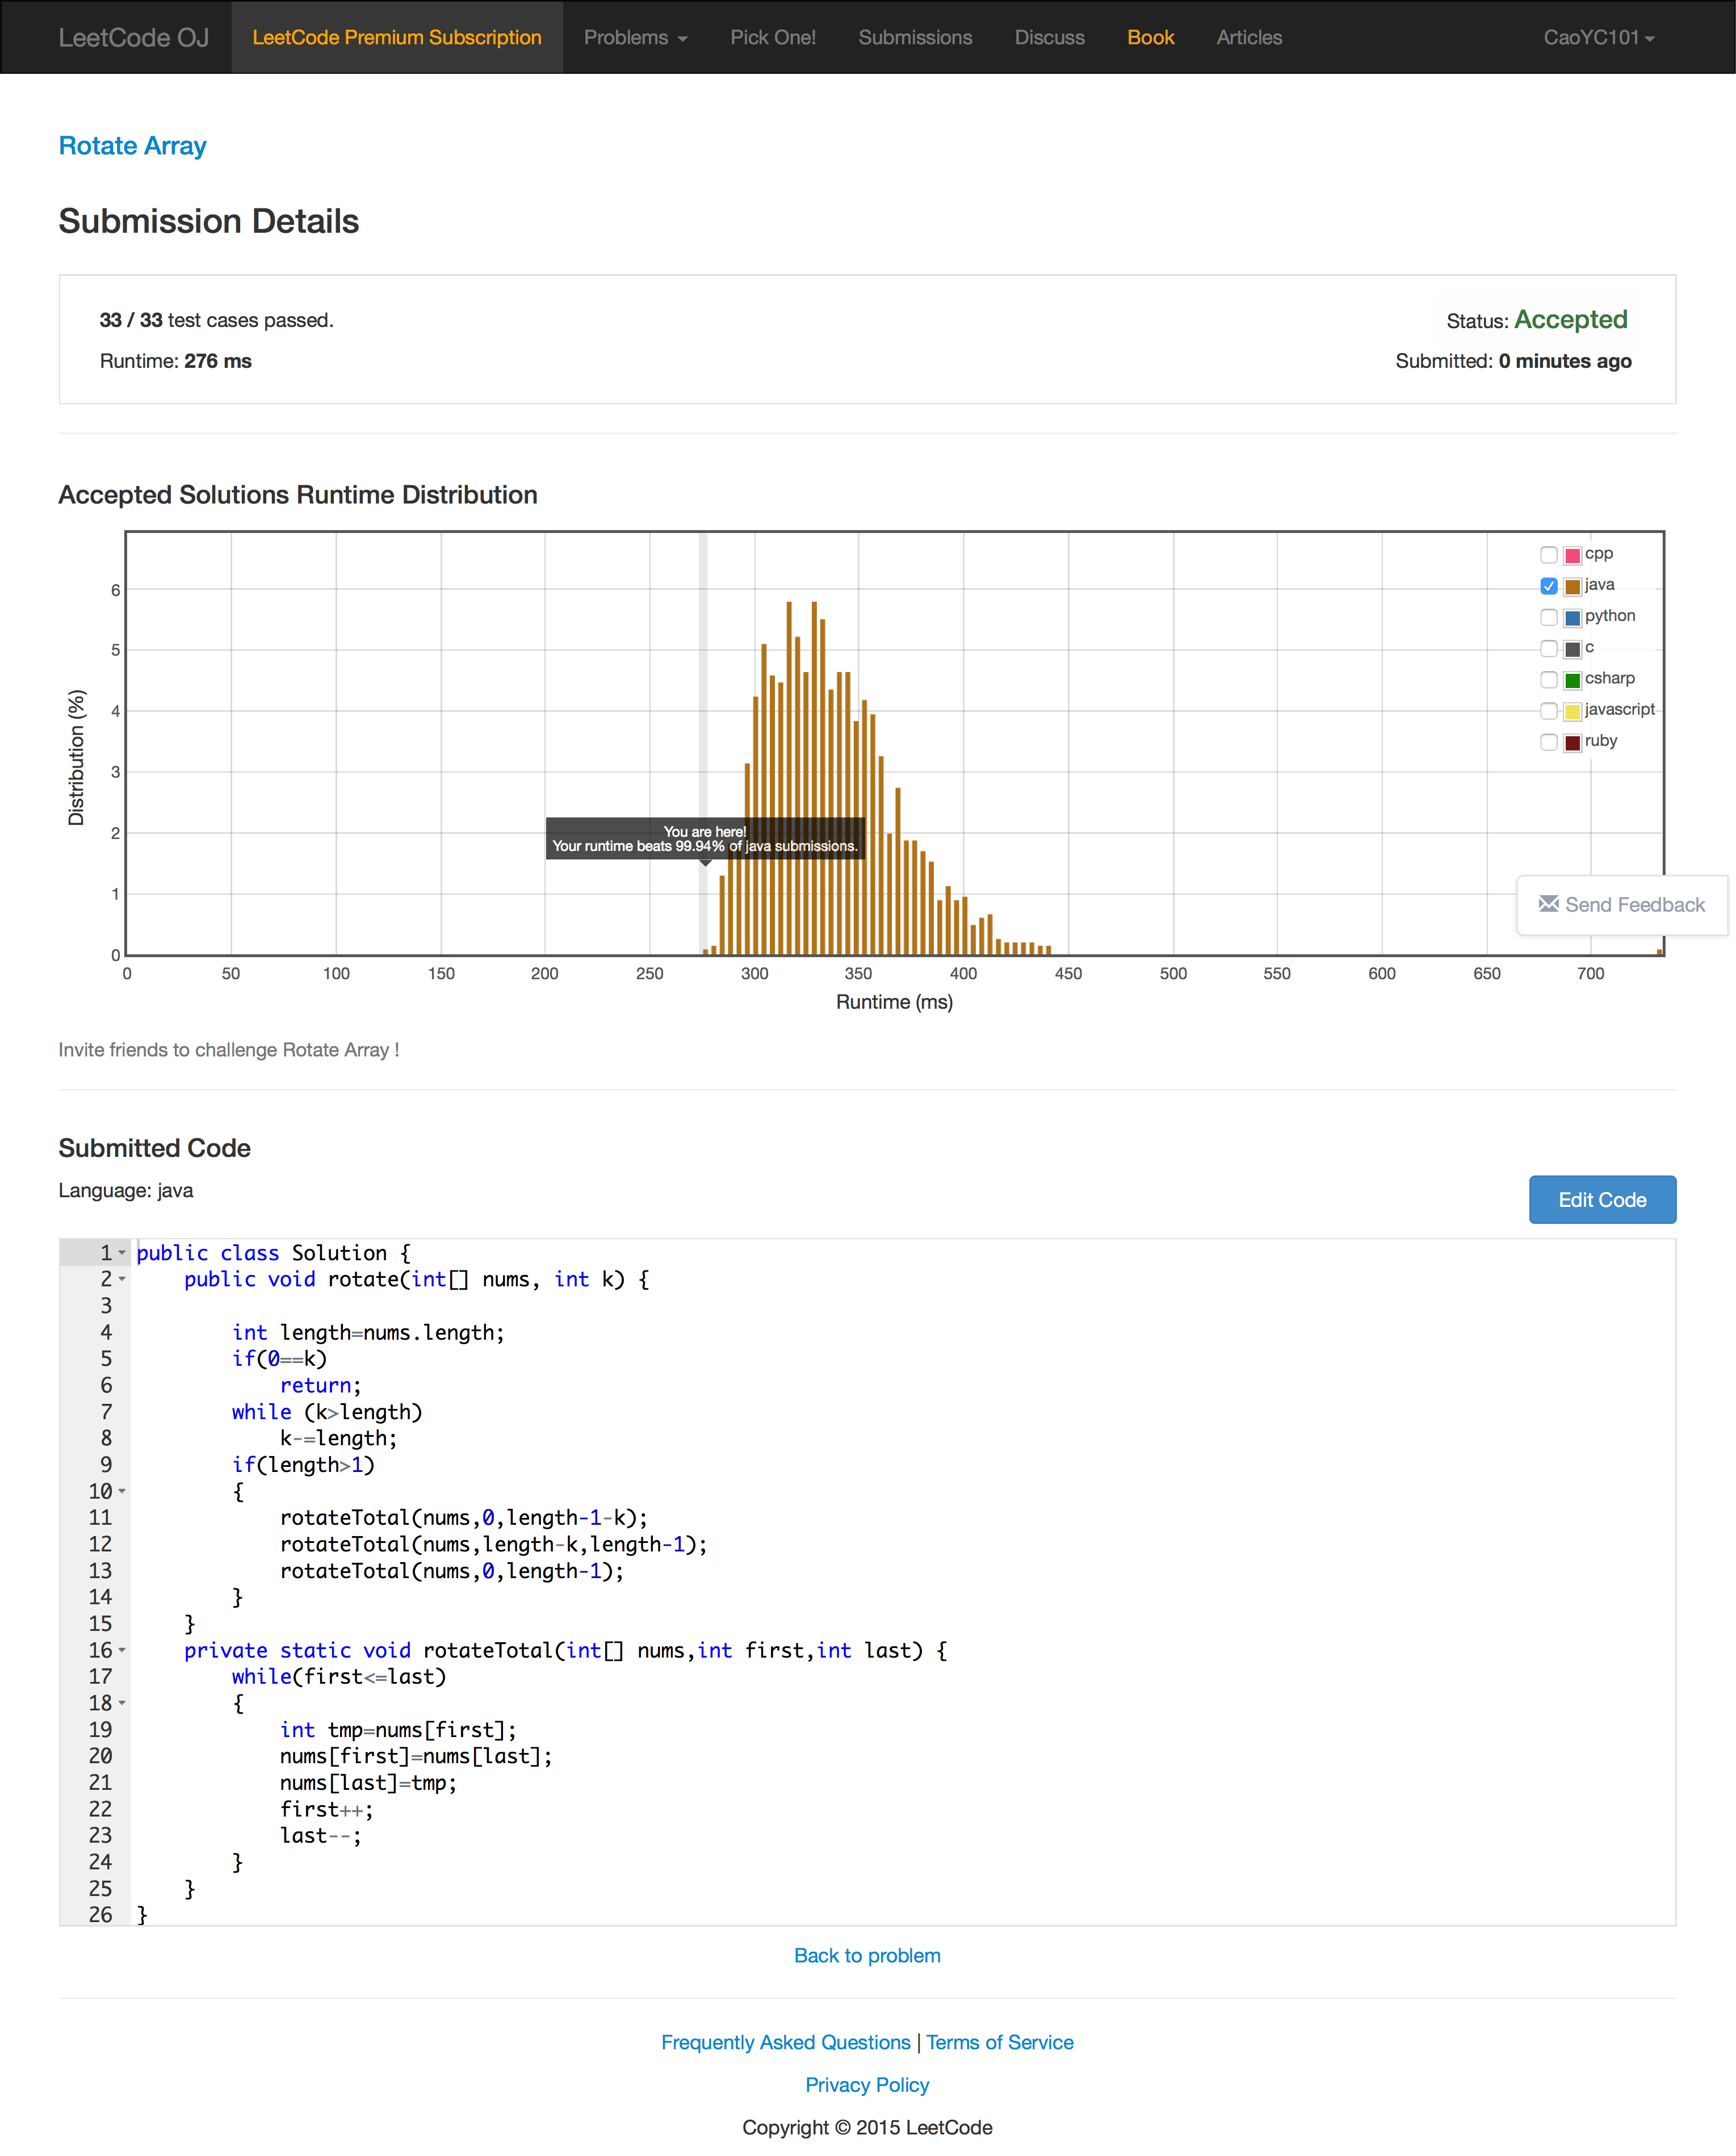 LeetCode OJ LeetCode Premium Subscription Problems Pick One! Submissions Discuss Book Articles CaoYC101
Rotate Array
Submission Details
33 / 33 test cases passed. Status: Accepted
Runtime: 276 ms Submitted: 0 minutes ago
Accepted Solutions Runtime Distribution
cpp
java
python
c
csharp
javascript
ruby
Distribution (%)
6
5
4
3
2
1
0
You are here!
Your runtime beats 99.94% of java submissions.
Send Feedback
0 50 100 150 200 250 300 350 400 450 500 550 600 650 700
Runtime (ms)
Invite friends to challenge Rotate Array !
Submitted Code
Language: java
Edit Code
1 public class Solution {
2 public void rotate(int[] nums, int k) {
3
4 int length=nums.length;
5 if(0==k)
6 return;
7 while (k>length)
8 k-=length;
9 if(length>1)
10 {
11 rotateTotal(nums,0,length-1-k);
12 rotateTotal(nums,length-k,length-1);
13 rotateTotal(nums,0,length-1);
14 }
15 }
16 private static void rotateTotal(int[] nums,int first,int last) {
17 while(first<=last)
18 {
19 int tmp=nums[first];
20 nums[first]=nums[last];
21 nums[last]=tmp;
22 first++;
23 last--;
24 }
25 }
26 }
Back to problem
Frequently Asked Questions | Terms of Service
Privacy Policy
Copyright © 2015 LeetCode